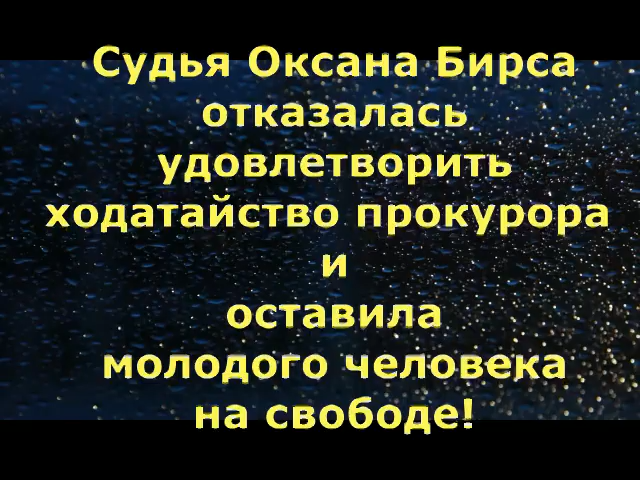 Судья Оксана Бирса
отказалась
удовлетворить
ходатайство прокурора
и
оставила
молодого человека
на свободе!